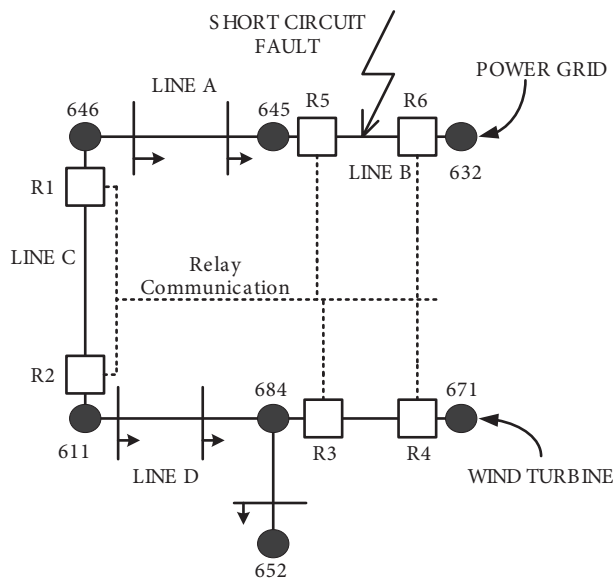 SHORT CIRCUIT
FAULT
LINE A
POWER GRID
646
645
R5
R6
LINE B
632
R1
LINE C
Relay
Communication
R2
684
671
611
LINE D
R3
R4
WIND TURBINE
652